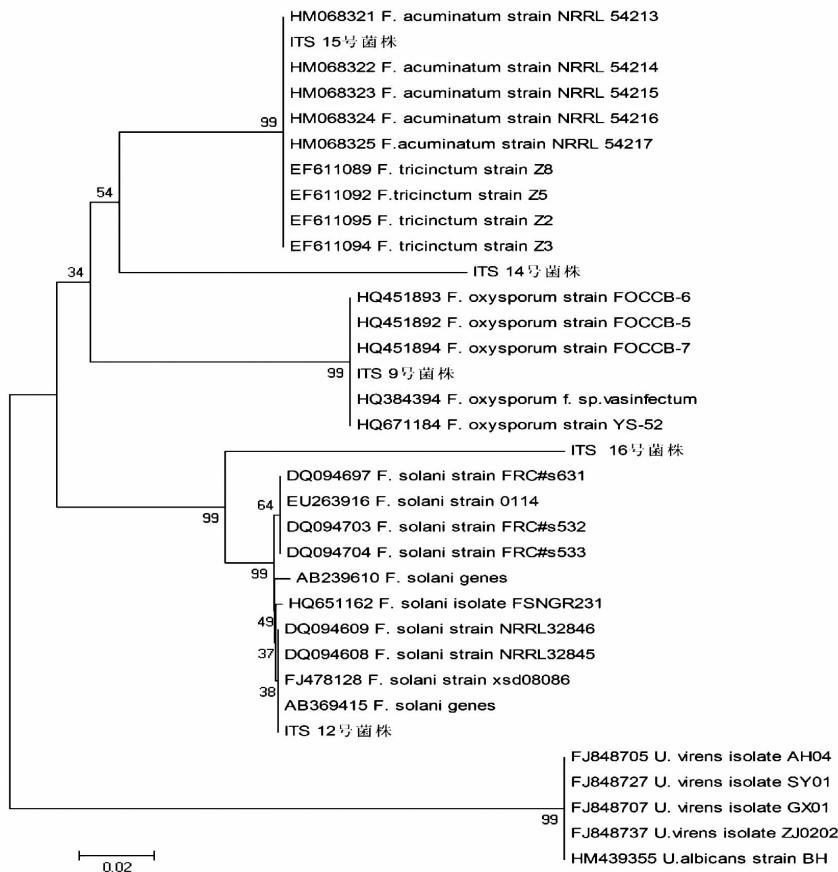 HM068321 F. acuminatum strain NRRL 54213
ITS 15号菌株
HM068322 F. acuminatum strain NRRL 54214
HM068323 F. acuminatum strain NRRL 54215
HM068324 F. acuminatum strain NRRL 54216
99
HM068325 F.acuminatum strain NRRL 54217
EF611089 F. tricinctum strain Z8
54
EF611092 F.tricinctum strain Z5
EF611095 F. tricinctum strain Z2
EF611094 F. tricinctum strain Z3
34
ITS 14号菌株
HQ451893 F. oxysporum strain FOCCB-6
HQ451892 F. oxysporum strain FOCCB-5
HQ451894 F. oxysporum strain FOCCB-7
99
ITS 9号菌株
HQ384394 F. oxysporum f. sp.vasinfectum
HQ671184 F. oxysporum strain YS-52
ITS 16号菌株
DQ094697 F. solani strain FRC#s631
64
EU263916 F. solani strain 0114
99
DQ094703 F. solani strain FRC#s532
DQ094704 F. solani strain FRC#s533
99
AB239610 F. solani genes
HQ651162 F. solani isolate FSNGR231
49
DQ094609 F. solani strain NRRL32846
37
DQ094608 F. solani strain NRRL32845
FJ478128 F. solani strain xsd08086
38
AB369415 F. solani genes
ITS 12号菌株
FJ848705 U. virens isolate AH04
FJ848727 U. virens isolate SY01
FJ848707 U. virens isolate GX01
99
FJ848737 U.virens isolate ZJ0202
HM439355 U.albicans strain BH
0.02